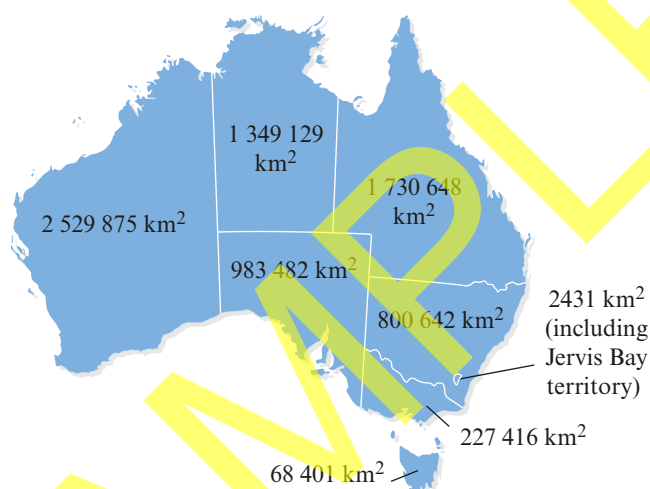 1 349 129
km²
1 730 648
km²
2 529 875 km²
983 482 km²
800 642 km²
2431 km²
(including
Jervis Bay
territory)
227 416 km²
68 401 km²